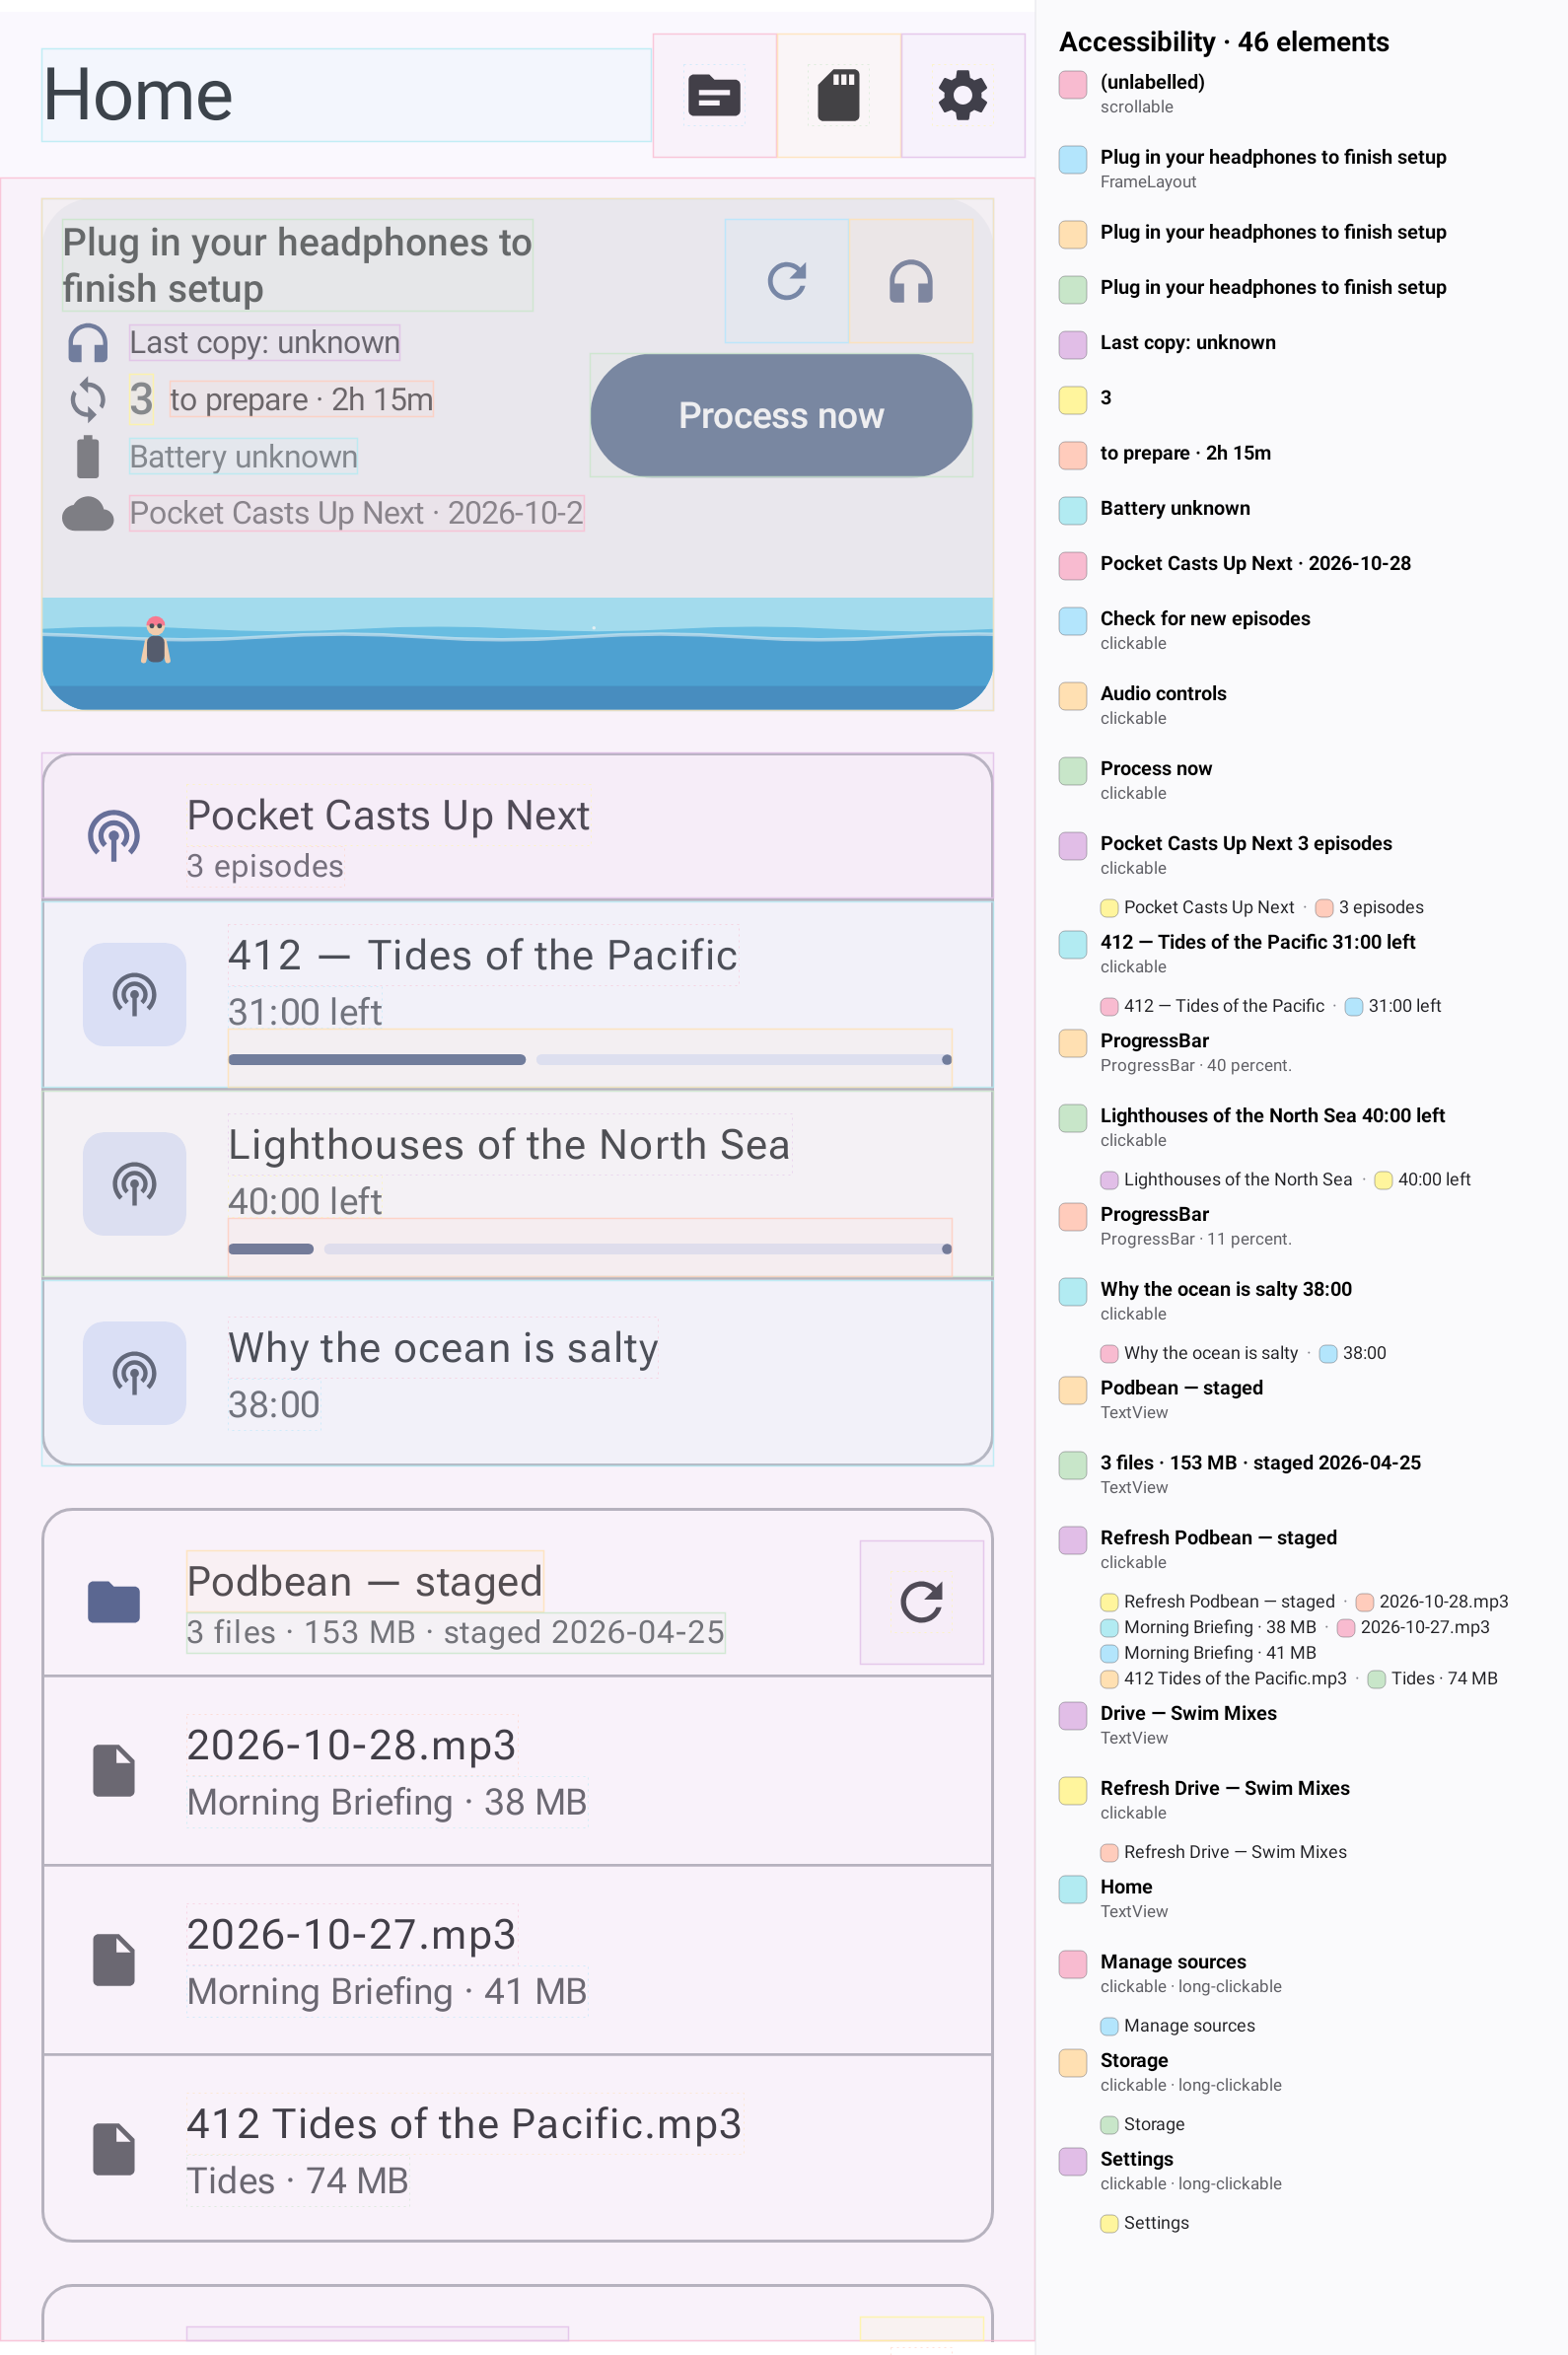 Home
Plug in your headphones to
finish setup
Last copy: unknown
3 to prepare · 2h 15m
Battery unknown
Pocket Casts Up Next · 2026-10-2
Process now
Pocket Casts Up Next
3 episodes
412 — Tides of the Pacific
31:00 left
Lighthouses of the North Sea
40:00 left
Why the ocean is salty
38:00
Podbean — staged
3 files · 153 MB · staged 2026-04-25
2026-10-28.mp3
Morning Briefing · 38 MB
2026-10-27.mp3
Morning Briefing · 41 MB
412 Tides of the Pacific.mp3
Tides · 74 MB
Accessibility · 46 elements
(unlabelled)
scrollable
Plug in your headphones to finish setup
FrameLayout
Plug in your headphones to finish setup
Plug in your headphones to finish setup
Last copy: unknown
3
to prepare · 2h 15m
Battery unknown
Pocket Casts Up Next · 2026-10-28
Check for new episodes
clickable
Audio controls
clickable
Process now
clickable
Pocket Casts Up Next 3 episodes
clickable
Pocket Casts Up Next · 3 episodes
412 — Tides of the Pacific 31:00 left
clickable
412 — Tides of the Pacific · 31:00 left
ProgressBar
ProgressBar · 40 percent.
Lighthouses of the North Sea 40:00 left
clickable
Lighthouses of the North Sea · 40:00 left
ProgressBar
ProgressBar · 11 percent.
Why the ocean is salty 38:00
clickable
Why the ocean is salty · 38:00
Podbean — staged
TextView
3 files · 153 MB · staged 2026-04-25
TextView
Refresh Podbean — staged
clickable
Refresh Podbean — staged · 2026-10-28.mp3
Morning Briefing · 38 MB · 2026-10-27.mp3
Morning Briefing · 41 MB
412 Tides of the Pacific.mp3 · Tides · 74 MB
Drive — Swim Mixes
TextView
Refresh Drive — Swim Mixes
clickable
Refresh Drive — Swim Mixes
Home
TextView
Manage sources
clickable · long-clickable
Manage sources
Storage
clickable · long-clickable
Storage
Settings
clickable · long-clickable
Settings